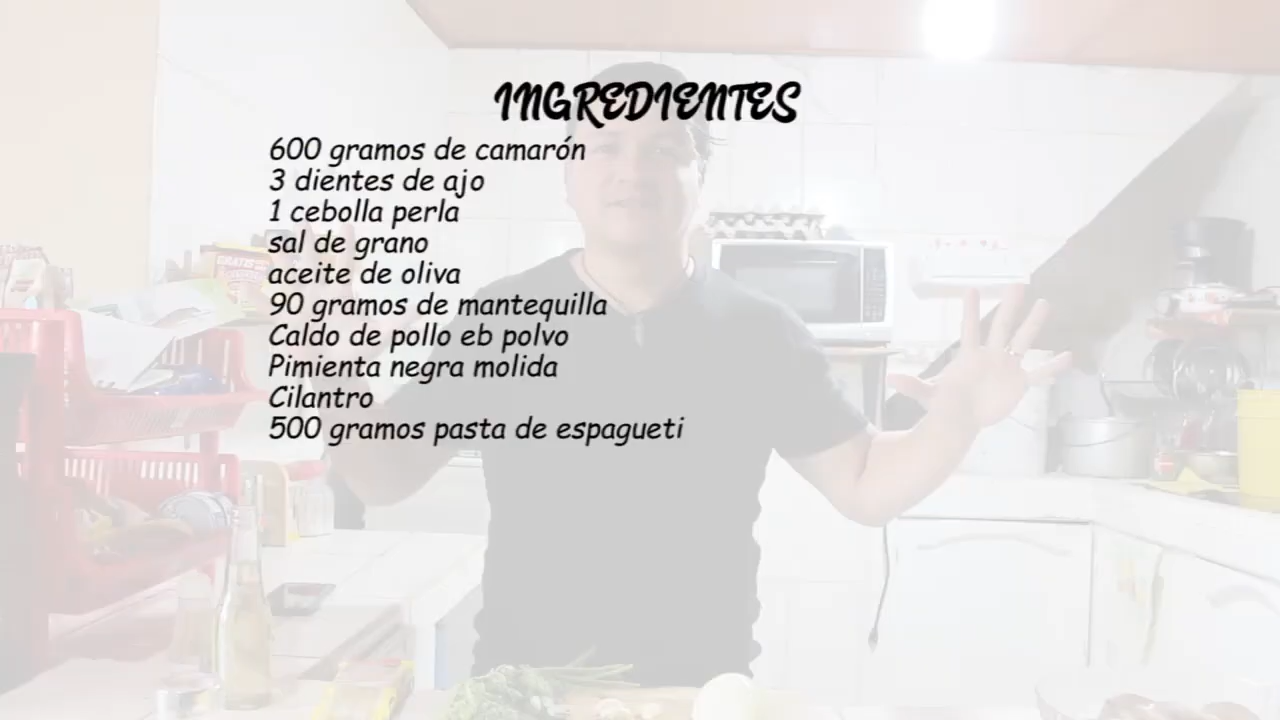 INGREDIENTES
600 gramos de camarón
3 dientes de ajo
1 cebolla perla
sal de grano
aceite de oliva
90 gramos de mantequilla
Caldo de pollo eb polvo
Pimienta negra molida
Cilantro
500 gramos pasta de espagueti
GRATIS